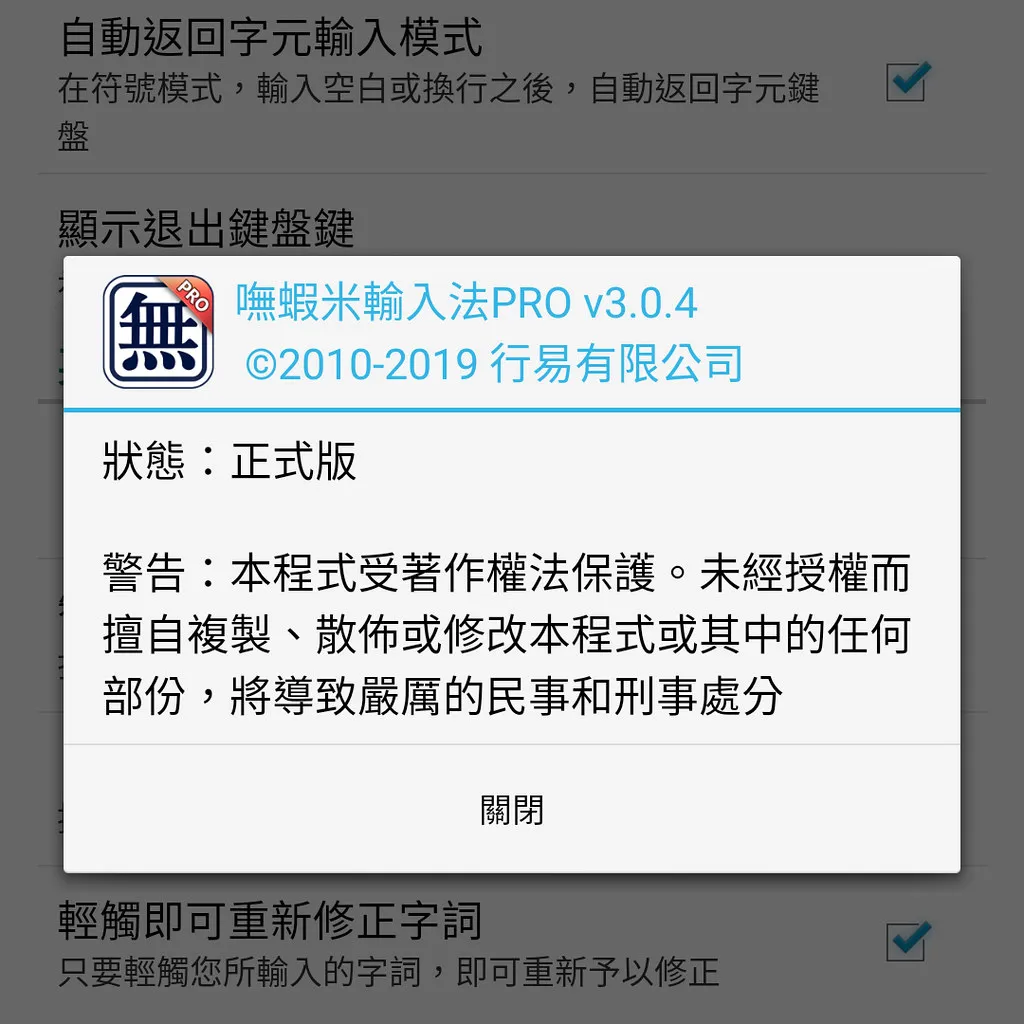 自動返回字元輸入模式
在符號模式，輸入空白或換行之後，自動返回字元鍵
盤
顯示退出鍵盤鍵
無
PRO
嘸蝦米輸入法PRO v3.0.4
©2010-2019 行易有限公司
狀態：正式版
警告：本程式受著作權法保護。未經授權而
擅自複製、散佈或修改本程式或其中的任何
部份，將導致嚴厲的民事和刑事處分
關閉
輕觸即可重新修正字詞
只要輕觸您所輸入的字詞，即可重新予以修正